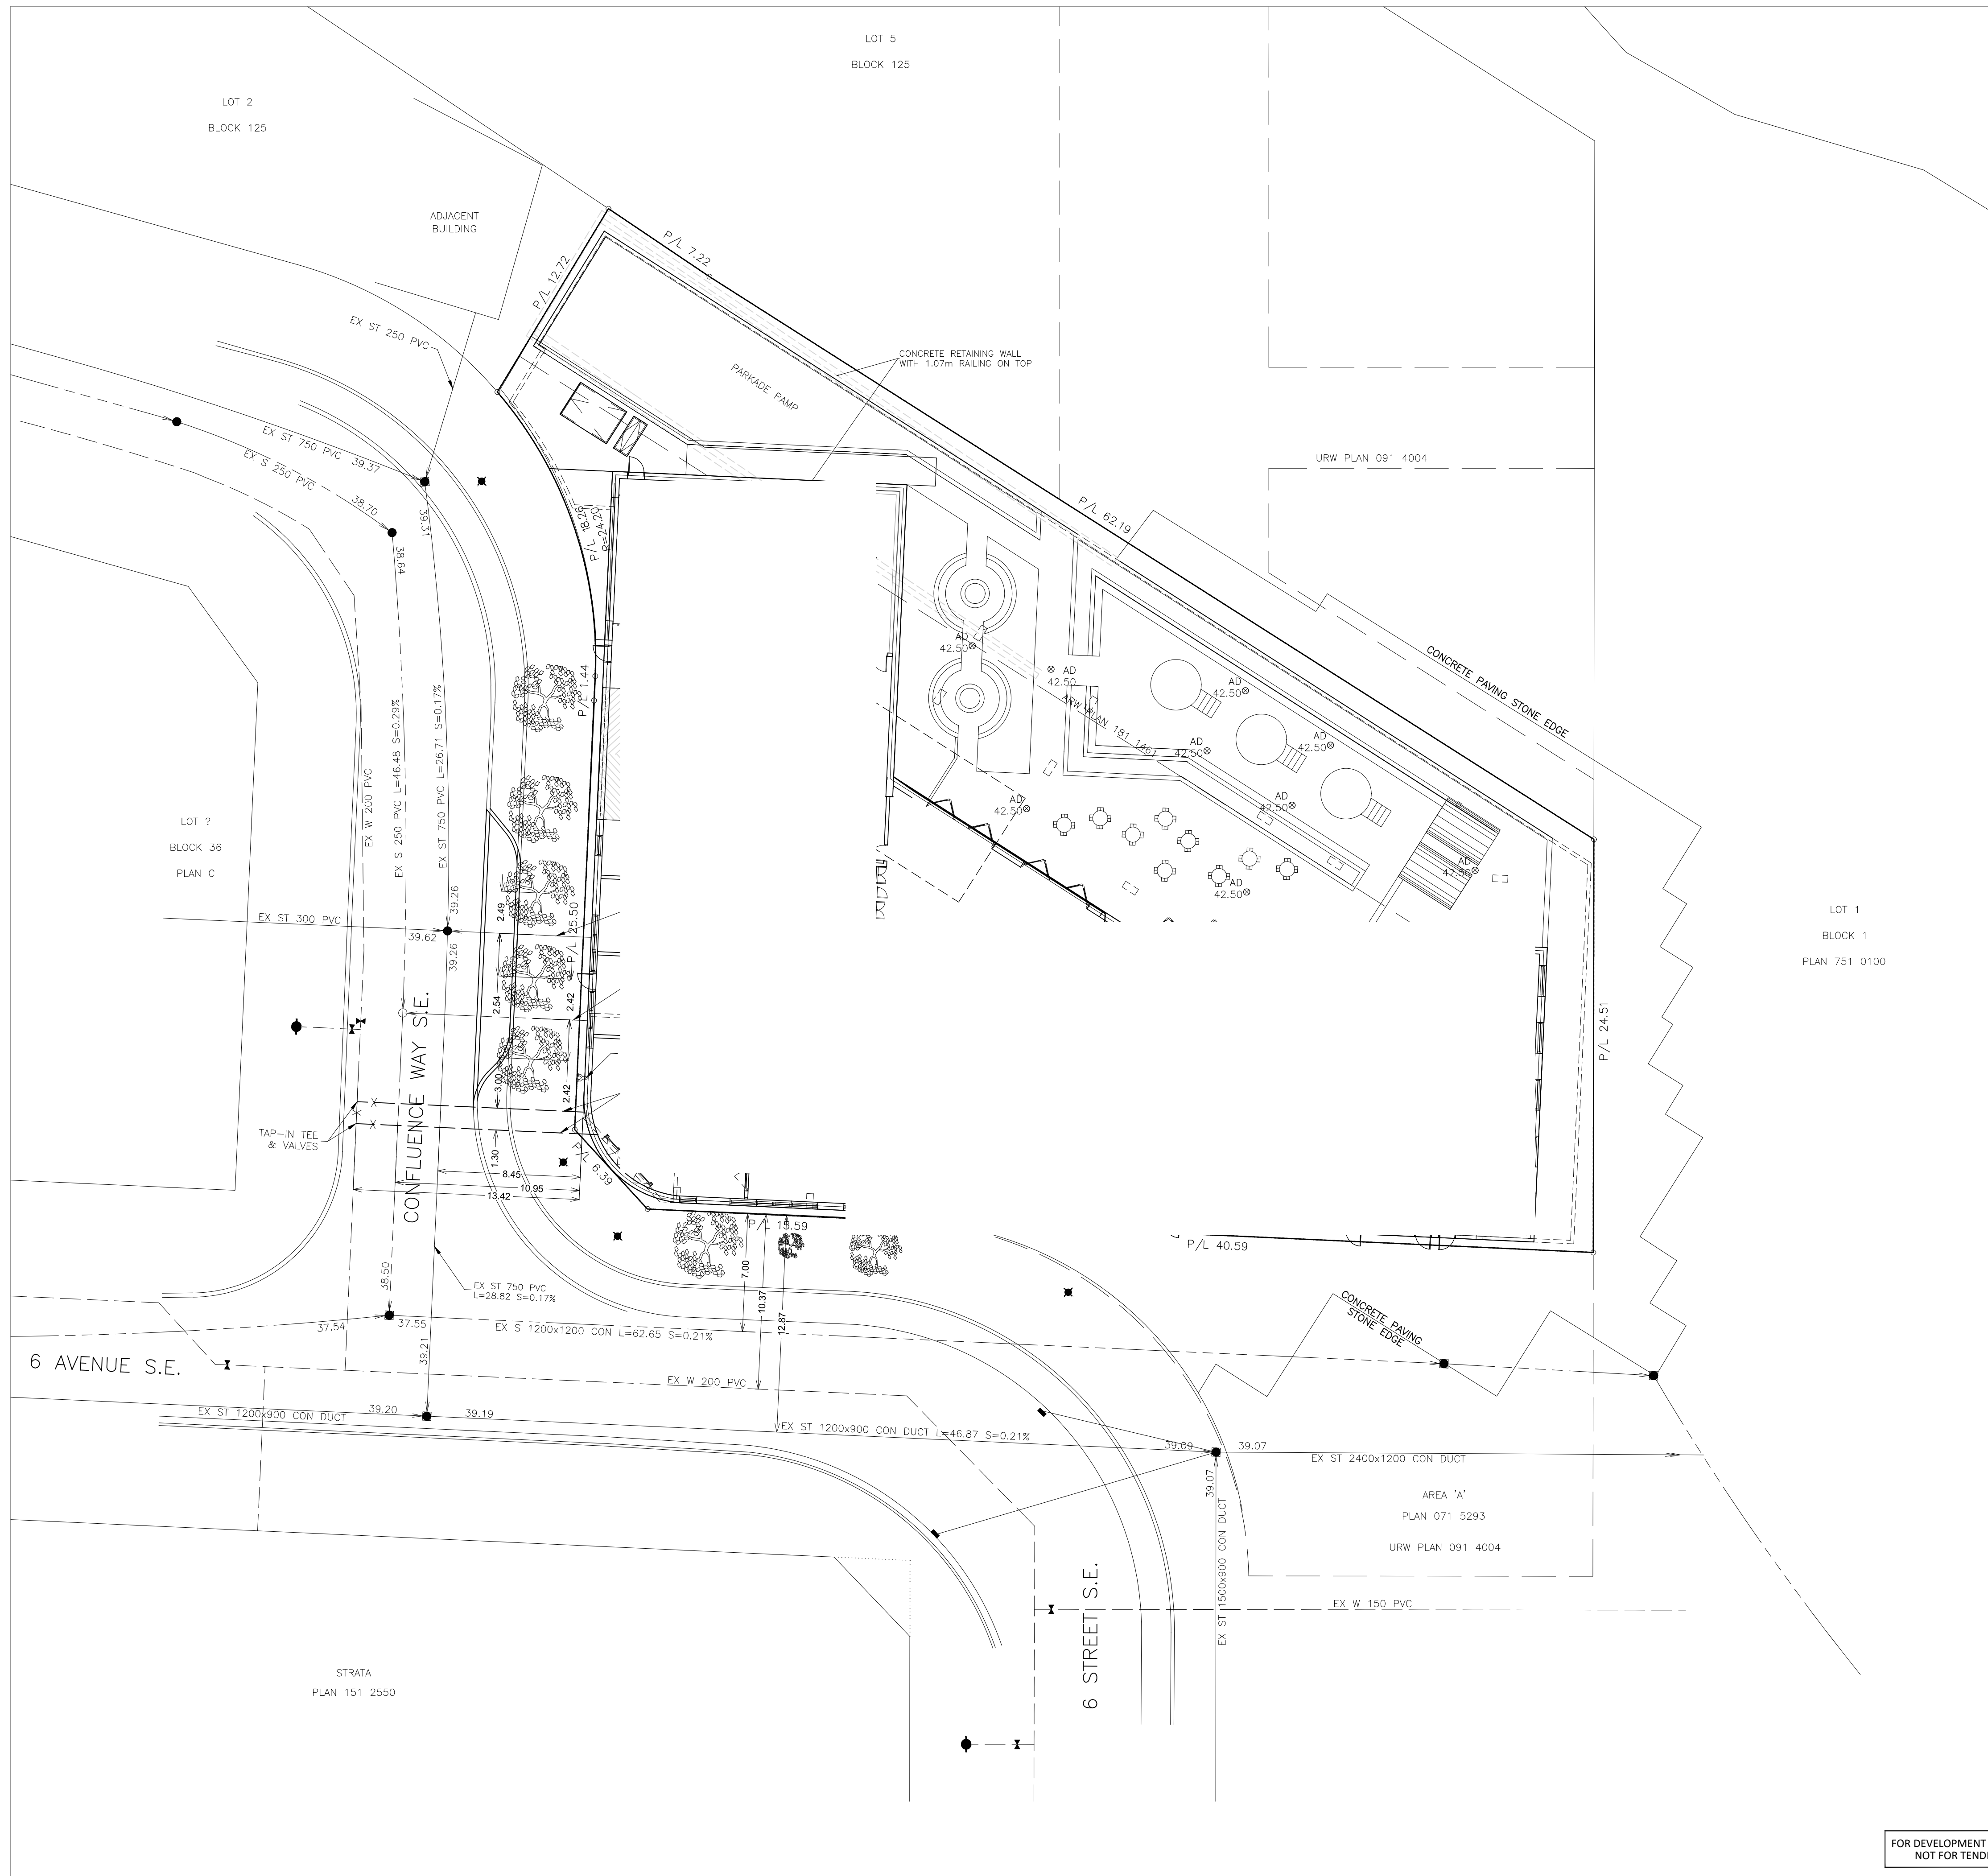 LOT 5
BLOCK 125
LOT 2
BLOCK 125
ADJACENT
BUILDING
P/L 7.22
P/L 12.72
EX ST 250 PVC
CONCRETE RETAINING WALL
WITH 1.07m RAILING ON TOP
PARKADE RAMP
EX ST 750 PVC 39.37
EX S 250 PVC
38.70
39.31
38.64
P/L 18.26
R=24.20
URW PLAN 091 4004
P/L 62.19
CONCRETE PAVING STONE EDGE
AD
42.50
AD
42.50
AD
42.50
AD
42.50
AD
42.50
AD
42.50
AD
42.50
AD
42.50
AD
42.50
ARW PLAN 181 1461
P/L 1.44
EX W 200 PVC
EX S 250 PVC L=46.48 S=0.29%
EX ST 750 PVC L=26.71 S=0.17%
LOT ?
BLOCK 36
PLAN C
EX ST 300 PVC
39.62
39.26
39.26
2.49
2.54
P/L 25.50
2.42
2.42
3.00
1.30
LOT 1
BLOCK 1
PLAN 751 0100
P/L 24.51
CONFLUENCE WAY S.E.
TAP-IN TEE
& VALVES
P/L 6.39
8.45
10.95
13.42
P/L 15.59
7.00
10.37
12.87
P/L 40.59
38.50
EX ST 750 PVC
L=28.82 S=0.17%
CONCRETE PAVING
STONE EDGE
37.54
37.55
39.21
EX S 1200x1200 CON L=62.65 S=0.21%
6 AVENUE S.E.
EX W 200 PVC
EX ST 1200x900 CON DUCT
39.20
39.19
EX ST 1200x900 CON DUCT L=46.87 S=0.21%
39.09
39.07
EX ST 2400x1200 CON DUCT
39.07
AREA 'A'
PLAN 071 5293
URW PLAN 091 4004
EX ST 1500x900 CON DUCT
EX W 150 PVC
6 STREET S.E.
STRATA
PLAN 151 2550
FOR DEVELOPMENT
NOT FOR TEND